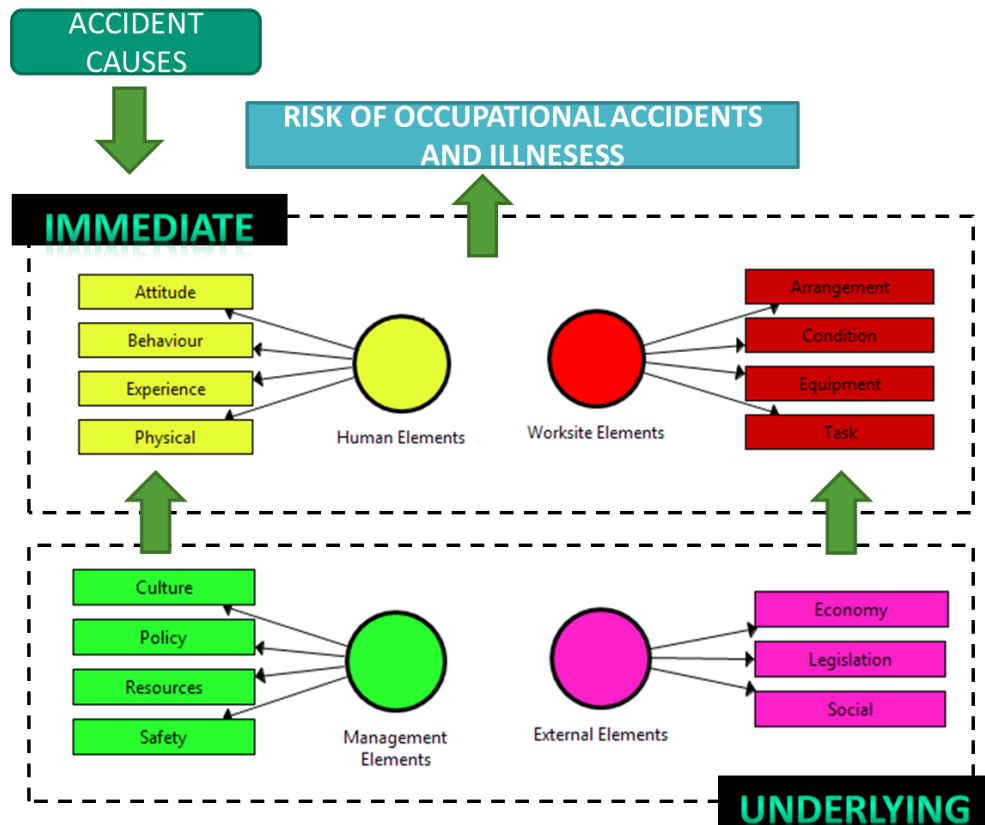 ACCIDENT
CAUSES
RISK OF OCCUPATIONAL ACCIDENTS
AND ILLNESESS
IMMEDIATE
Attitude
Behaviour
Experience
Physical
Human Elements
Worksite Elements
Arrangement
Condition
Equipment
Task
Culture
Policy
Resources
Safety
Management
Elements
External Elements
Economy
Legislation
Social
UNDERLYING